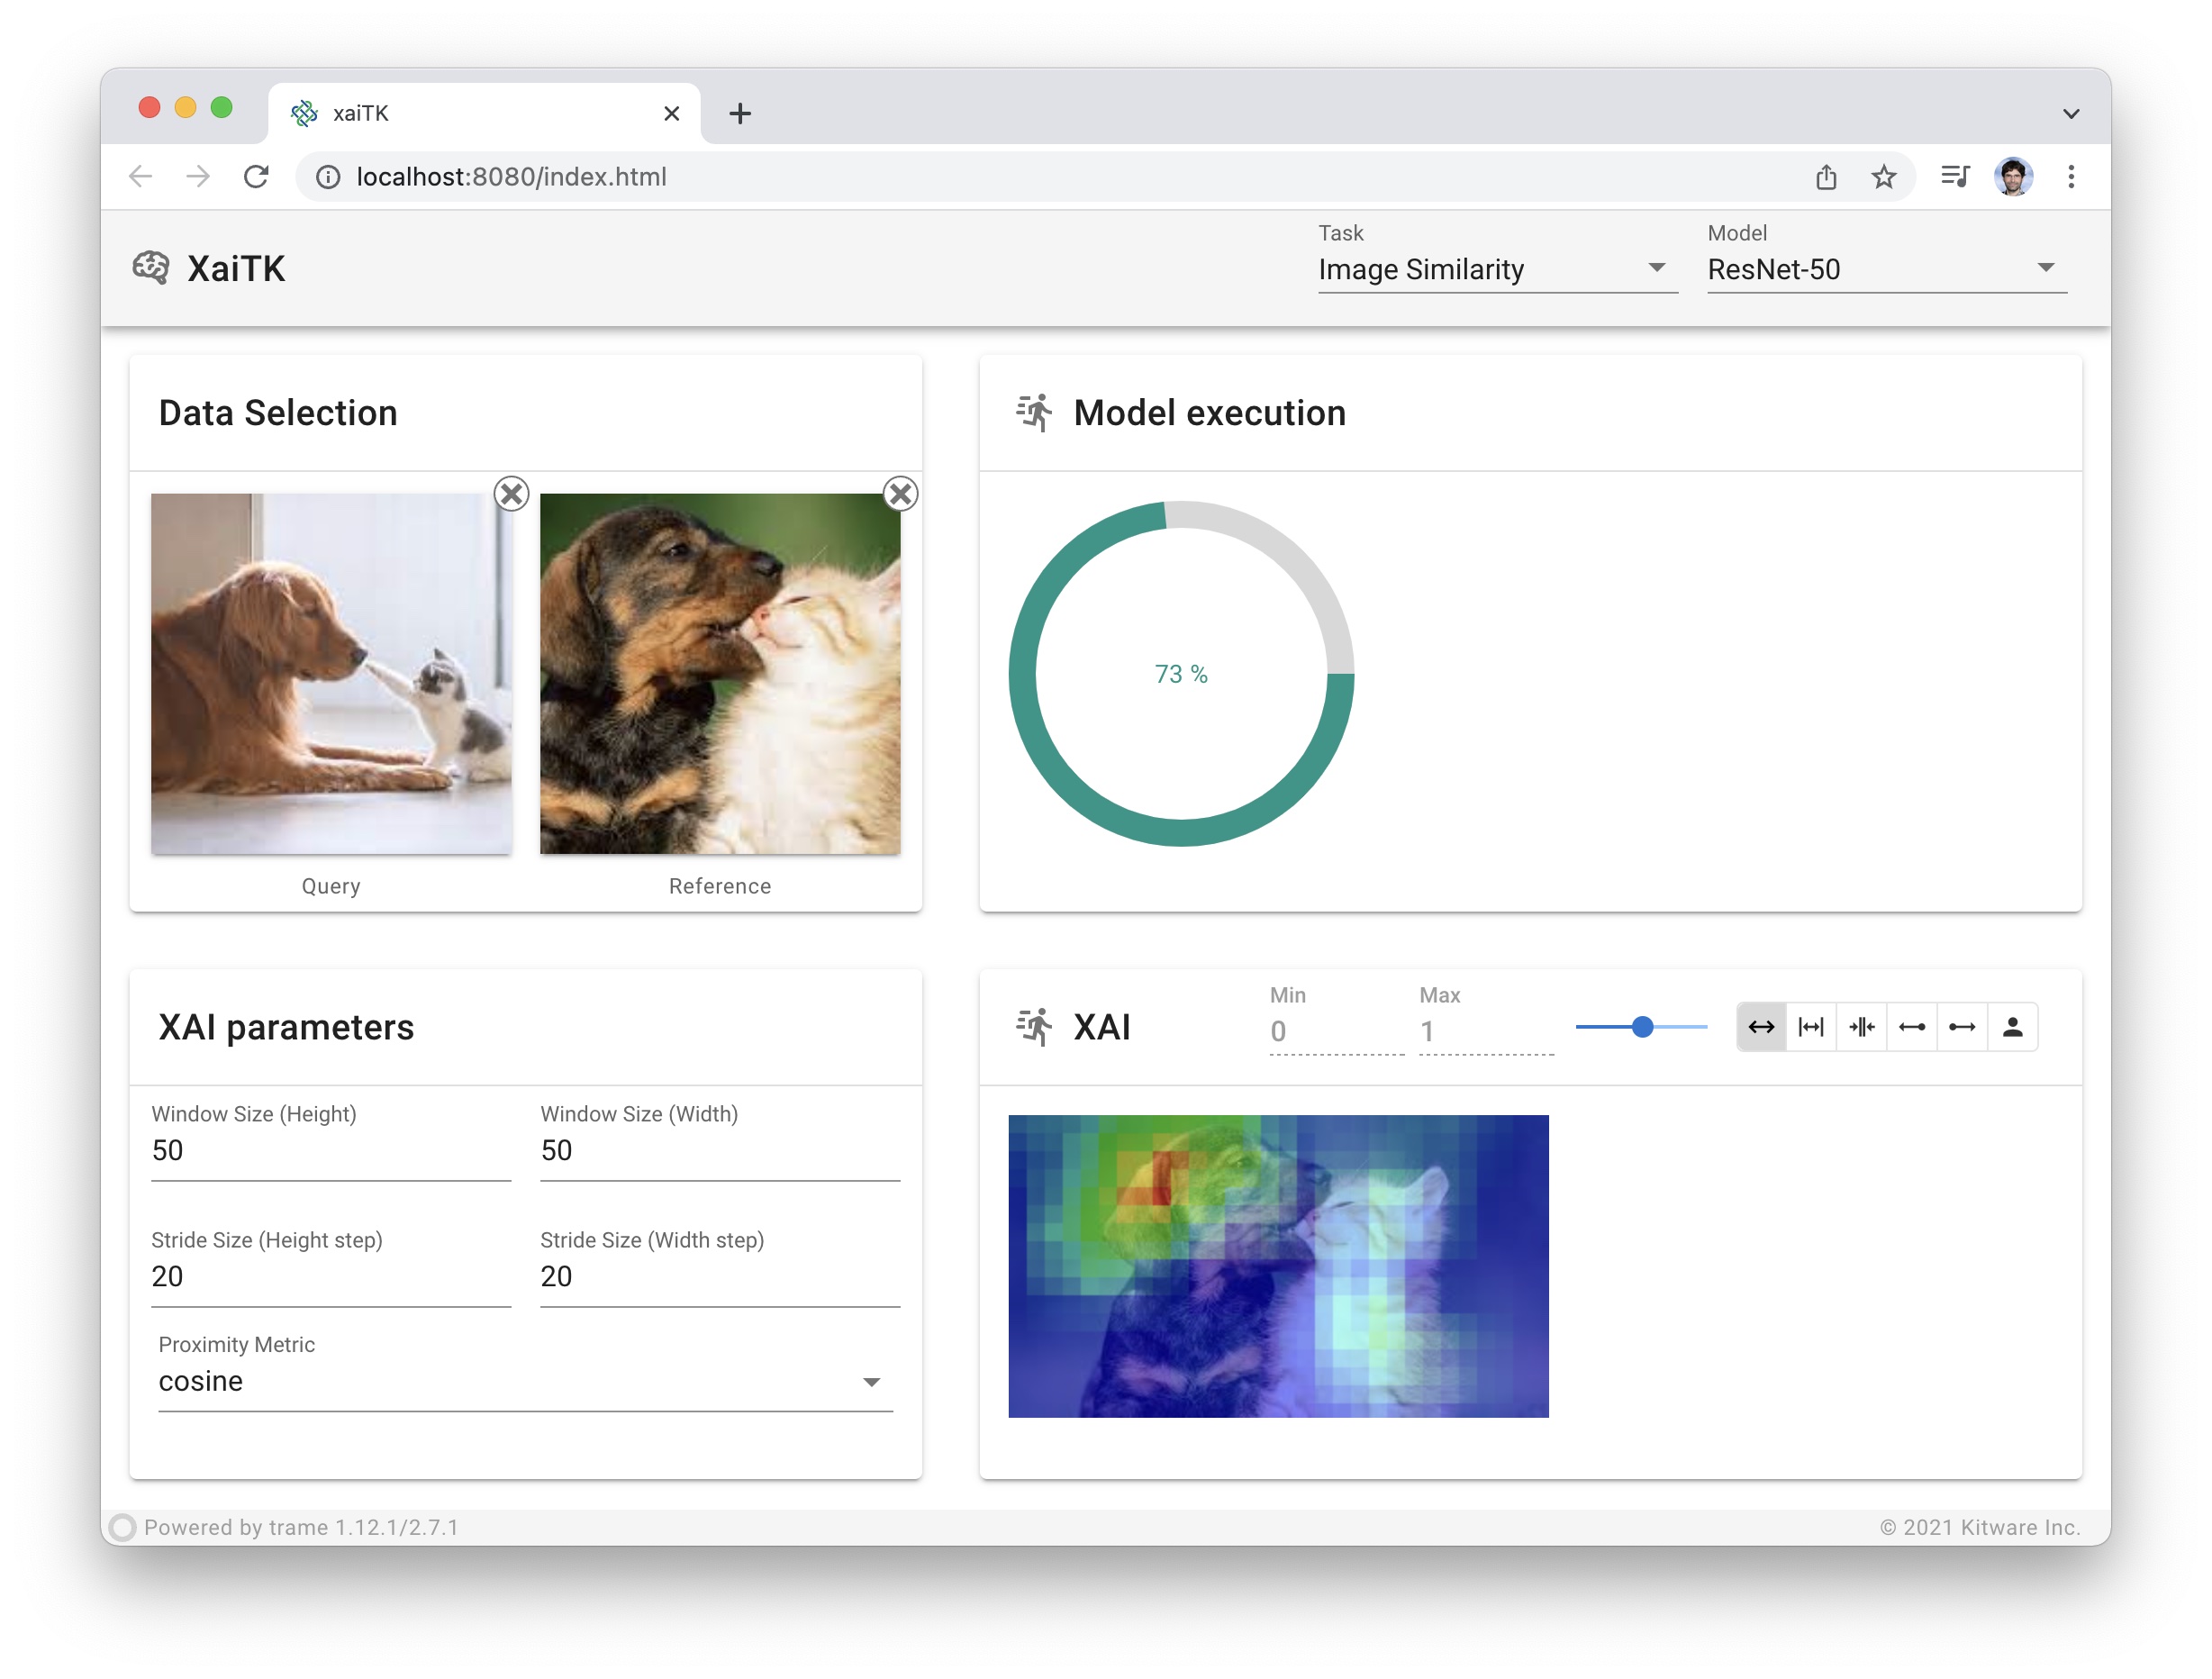 xaiTK
localhost:8080/index.html
XaiTK
Task
Image Similarity
Model
ResNet-50
Data Selection
Query
Reference
Model execution
73 %
XAI parameters
Window Size (Height)
50
Window Size (Width)
50
Stride Size (Height step)
20
Stride Size (Width step)
20
Proximity Metric
cosine
XAI
Min
0
Max
1
Powered by trame 1.12.1/2.7.1
© 2021 Kitware Inc.